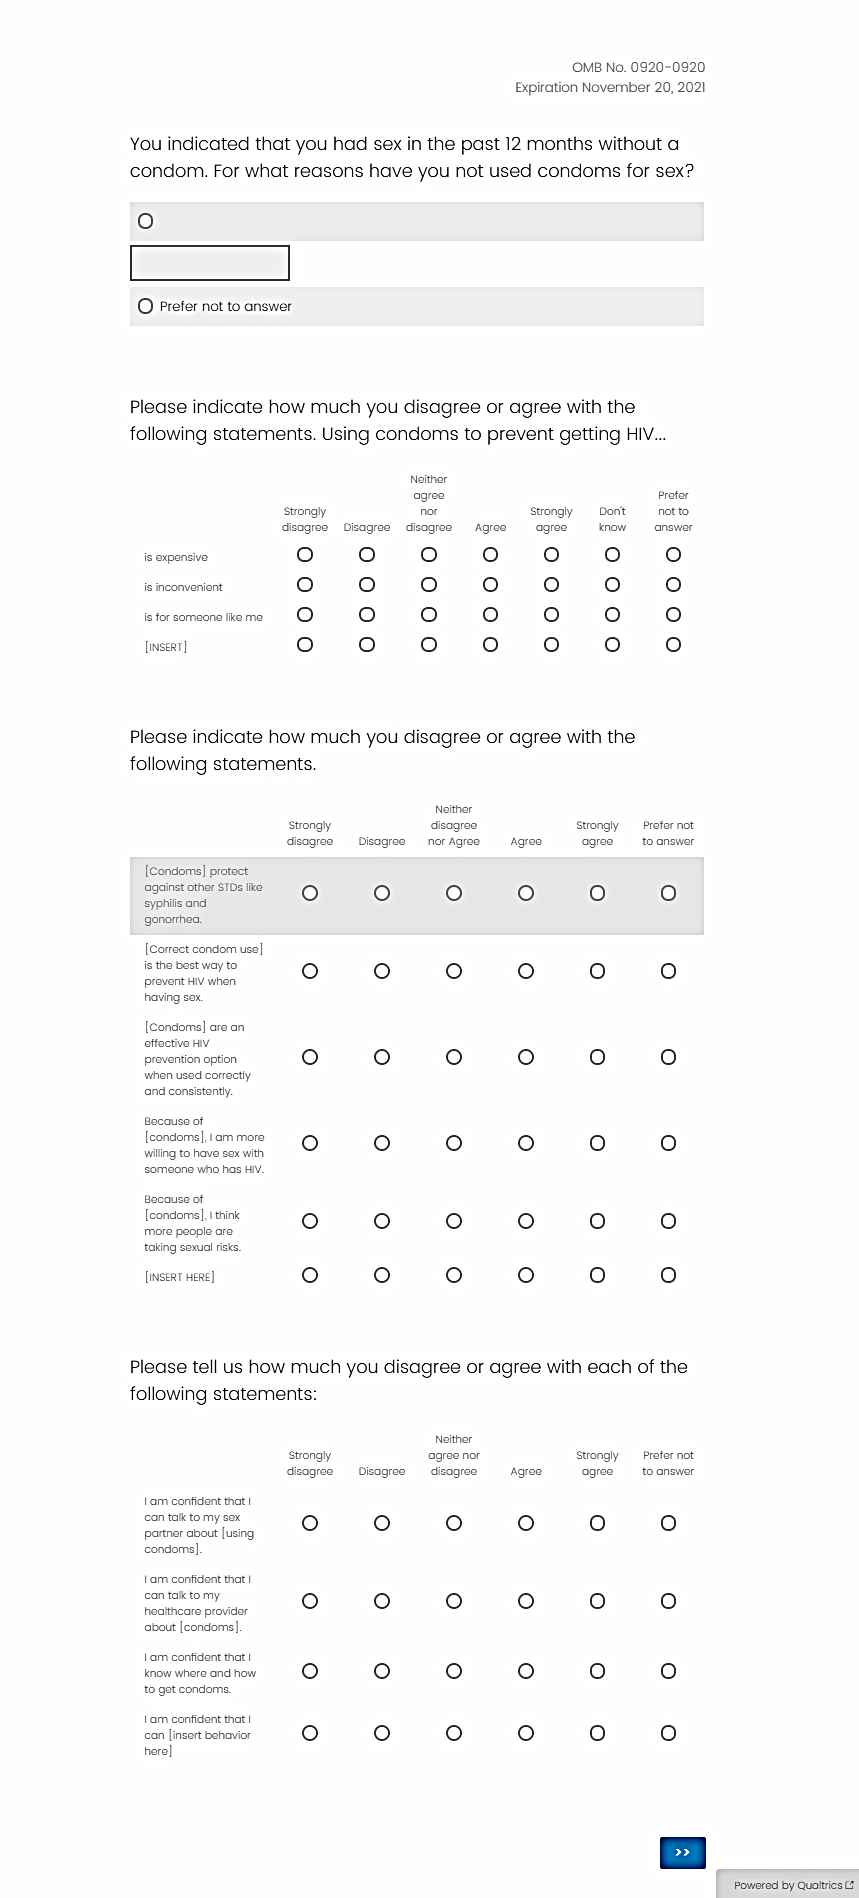 OMB No. 0920-0920
Expiration November 20, 2021
You indicated that you had sex in the past 12 months without a
condom. For what reasons have you not used condoms for sex?
Prefer not to answer
Please indicate how much you disagree or agree with the
following statements. Using condoms to prevent getting HIV...
Strongly disagree Disagree Neither agree nor disagree Agree Strongly agree Don't know Prefer not to answer
is expensive
is inconvenient
is for someone like me
[INSERT]
Please indicate how much you disagree or agree with the
following statements.
Strongly disagree Disagree Neither disagree nor Agree Agree Strongly agree Prefer not to answer
[Condoms] protect
against other STDs like
syphilis and
gonorrhea.
[Correct condom use]
is the best way to
prevent HIV when
having sex.
[Condoms] are an
effective HIV
prevention option
when used correctly
and consistently.
Because of
[condoms], I am more
willing to have sex with
someone who has HIV.
Because of
[condoms], I think
more people are
taking sexual risks.
[INSERT HERE]
Please tell us how much you disagree or agree with each of the
following statements:
Strongly disagree Disagree Neither agree nor disagree Agree Strongly agree Prefer not to answer
I am confident that I
can talk to my sex
partner about [using
condoms].
I am confident that I
can talk to my
healthcare provider
about [condoms].
I am confident that I
know where and how
to get condoms.
I am confident that I
can [insert behavior
here]
>>
Powered by Qualtrics